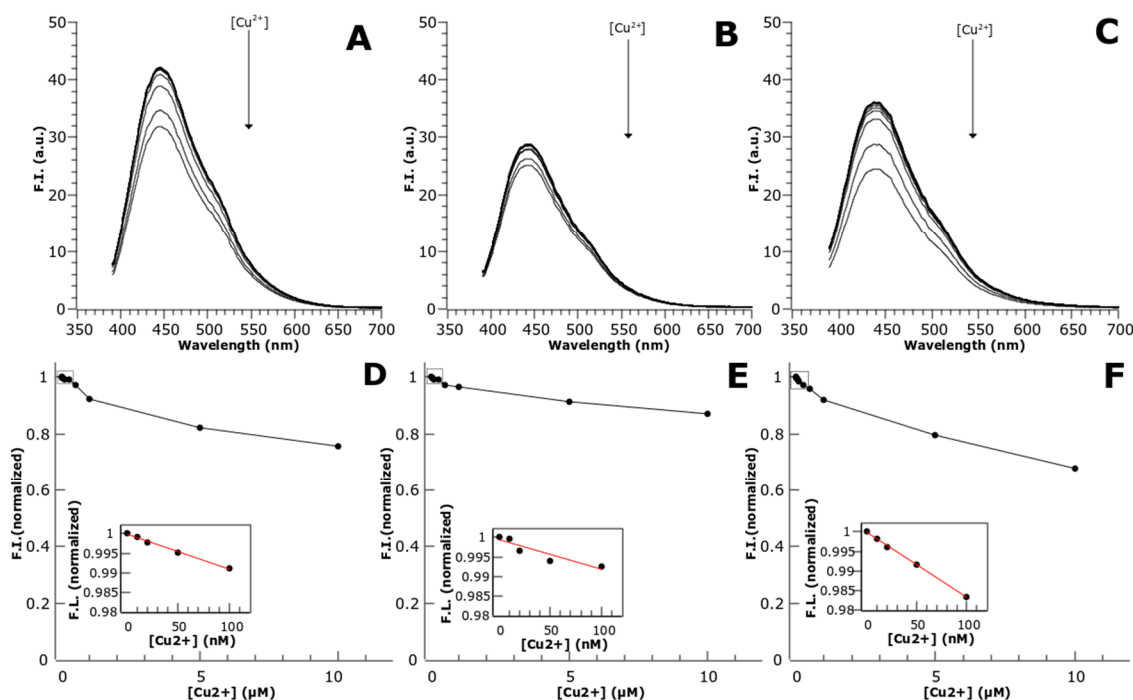 [Cu²⁺]
A
50
40
30
20
10
0
F.I. (a.u.)
350 400 450 500 550 600 650 700
Wavelength (nm)
[Cu²⁺]
B
50
40
30
20
10
0
F.I. (a.u.)
400 450 500 550 600 650 700
Wavelength (nm)
[Cu²⁺]
C
50
40
30
20
10
0
F.I. (a.u.)
350 400 450 500 550 600 650 700
Wavelength (nm)
D
1
0.8
0.6
0.4
0.2
0
F.I.(normalized)
0 5 10
[Cu2+] (µM)
F.L. (normalized)
1
0.995
0.99
0.985
0.98
0 50 100
[Cu2+] (nM)
E
1
0.8
0.6
0.4
0.2
0
F.I.(normalized)
0 5 10
[Cu2+] (µM)
F.L. (normalized)
1
0.995
0.99
0.985
0.98
0 50 100
[Cu2+] (nM)
F
1
0.8
0.6
0.4
0.2
0
F.I.(normalized)
0 5 10
[Cu2+] (µM)
F.L. (normalized)
1
0.995
0.99
0.985
0.98
0 50 100
[Cu2+] (nM)